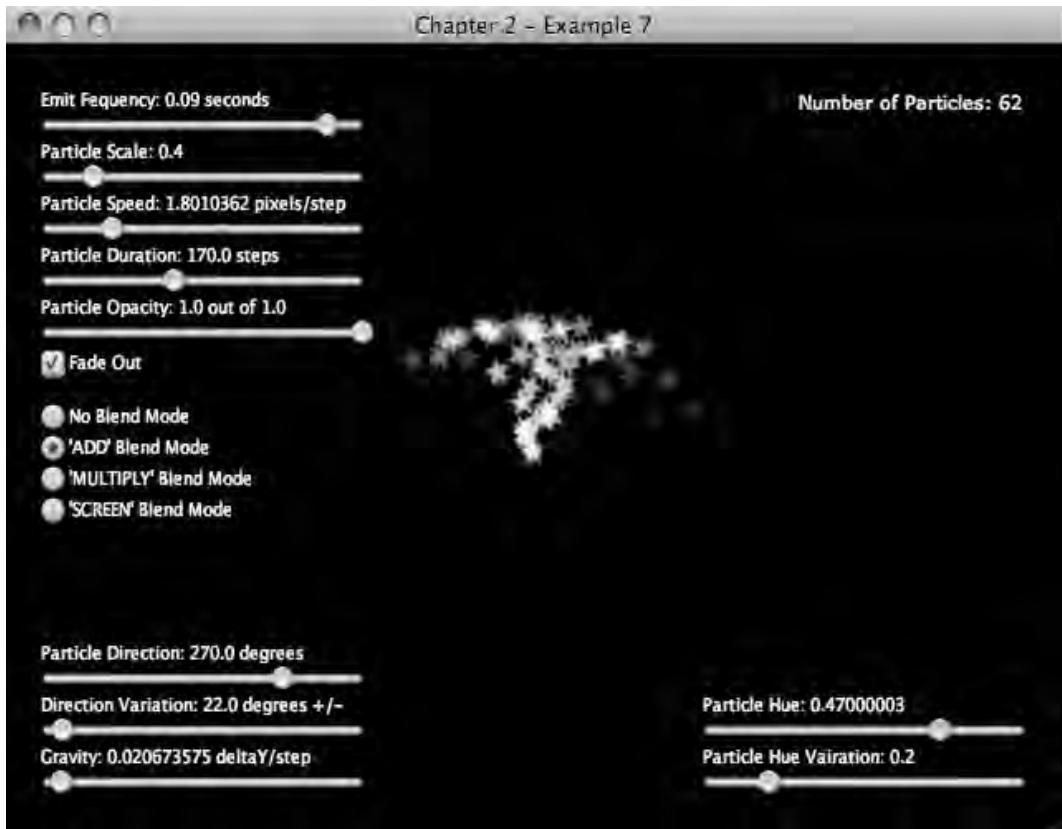 Chapter 2 - Example 7
Emit Fequency: 0.09 seconds
Number of Particles: 62
Particle Scale: 0.4
Particle Speed: 1.8010362 pixels/step
Particle Duration: 170.0 steps
Particle Opacity: 1.0 out of 1.0
Fade Out
No Blend Mode
'ADD' Blend Mode
'MULTIPLY' Blend Mode
'SCREEN' Blend Mode
Particle Direction: 270.0 degrees
Direction Variation: 22.0 degrees +/-
Gravity: 0.020673575 deltaY/step
Particle Hue: 0.47000003
Particle Hue Vairation: 0.2